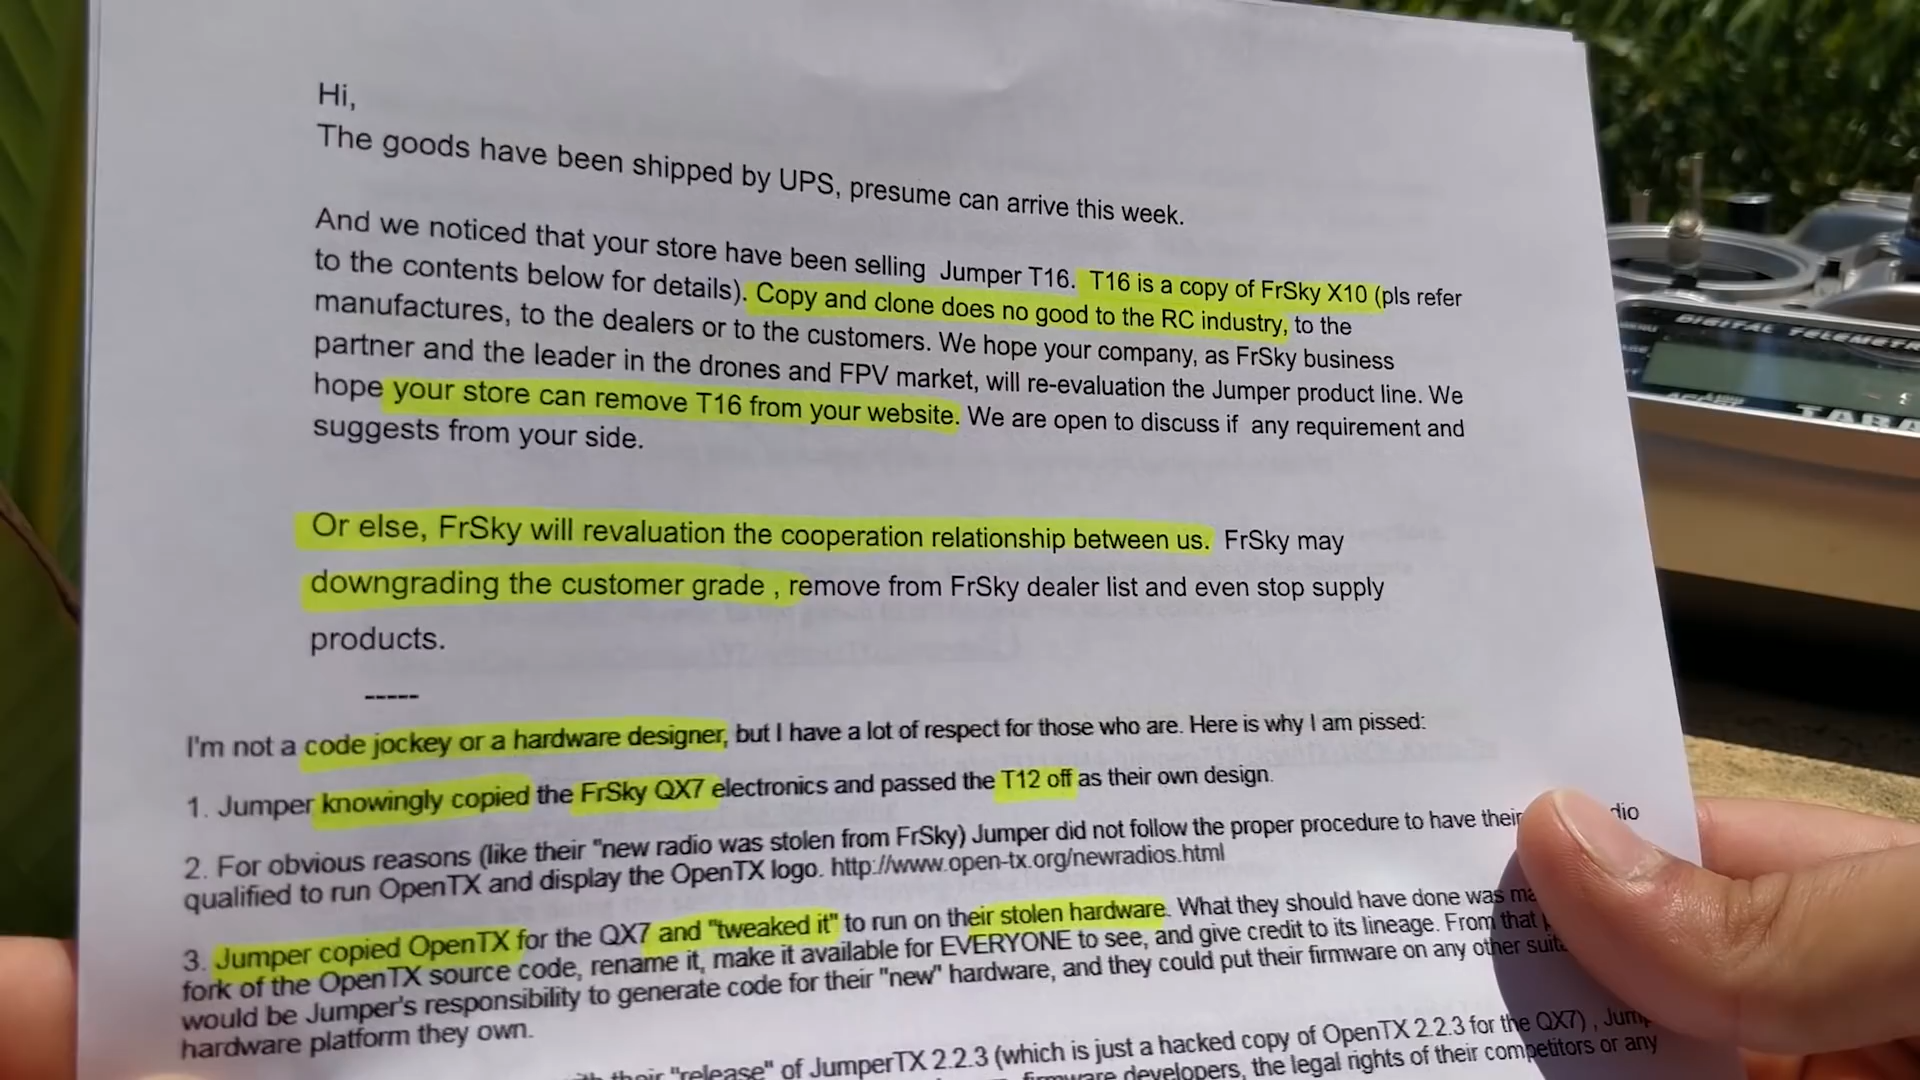 Hi,
The goods have been shipped by UPS, presume can arrive this week.
And we noticed that your store have been selling Jumper T16. T16 is a copy of FrSky X10 (pls refer
to the contents below for details). Copy and clone does no good to the RC industry, to the
manufactures, to the dealers or to the customers. We hope your company, as FrSky business
partner and the leader in the drones and FPV market, will re-evaluation the Jumper product line. We
hope your store can remove T16 from your website. We are open to discuss if any requirement and
suggests from your side.
Or else, FrSky will revaluation the cooperation relationship between us. FrSky may
downgrading the customer grade , remove from FrSky dealer list and even stop supply
products.
-----
I'm not a code jockey or a hardware designer, but I have a lot of respect for those who are. Here is why I am pissed:
1. Jumper knowingly copied the FrSky QX7 electronics and passed the T12 off as their own design.
2. For obvious reasons (like their "new radio was stolen from FrSky) Jumper did not follow the proper procedure to have their
qualified to run OpenTX and display the OpenTX logo. http://www.open-tx.org/newradios.html
3. Jumper copied OpenTX for the QX7 and "tweaked it" to run on their stolen hardware. What they should have done was
fork of the OpenTX source code, rename it, make it available for EVERYONE to see, and give credit to its lineage. From that
would be Jumper's responsibility to generate code for their "new" hardware, and they could put their firmware on any other
hardware platform they own.
their "release" of JumperTX 2.2.3 (which is just a hacked copy of OpenTX 2.2.3 for the QX7) ,
firmware developers, the legal rights of their competitors or any
DIGITAL